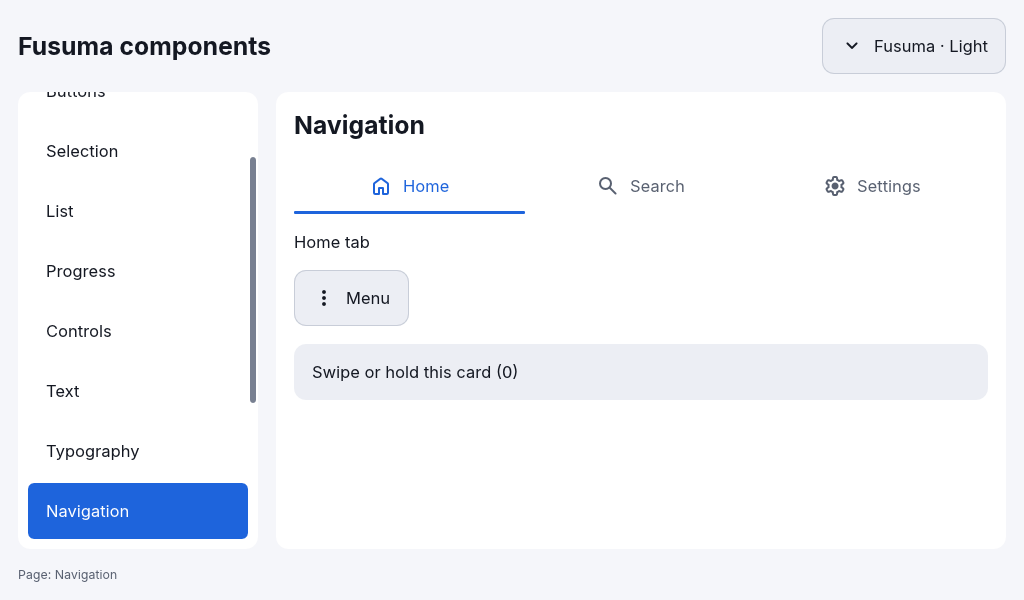 Fusuma components
Fusuma · Light
Buttons
Selection
List
Progress
Controls
Text
Typography
Navigation
Navigation
Home
Search
Settings
Home tab
Menu
Swipe or hold this card (0)
Page: Navigation